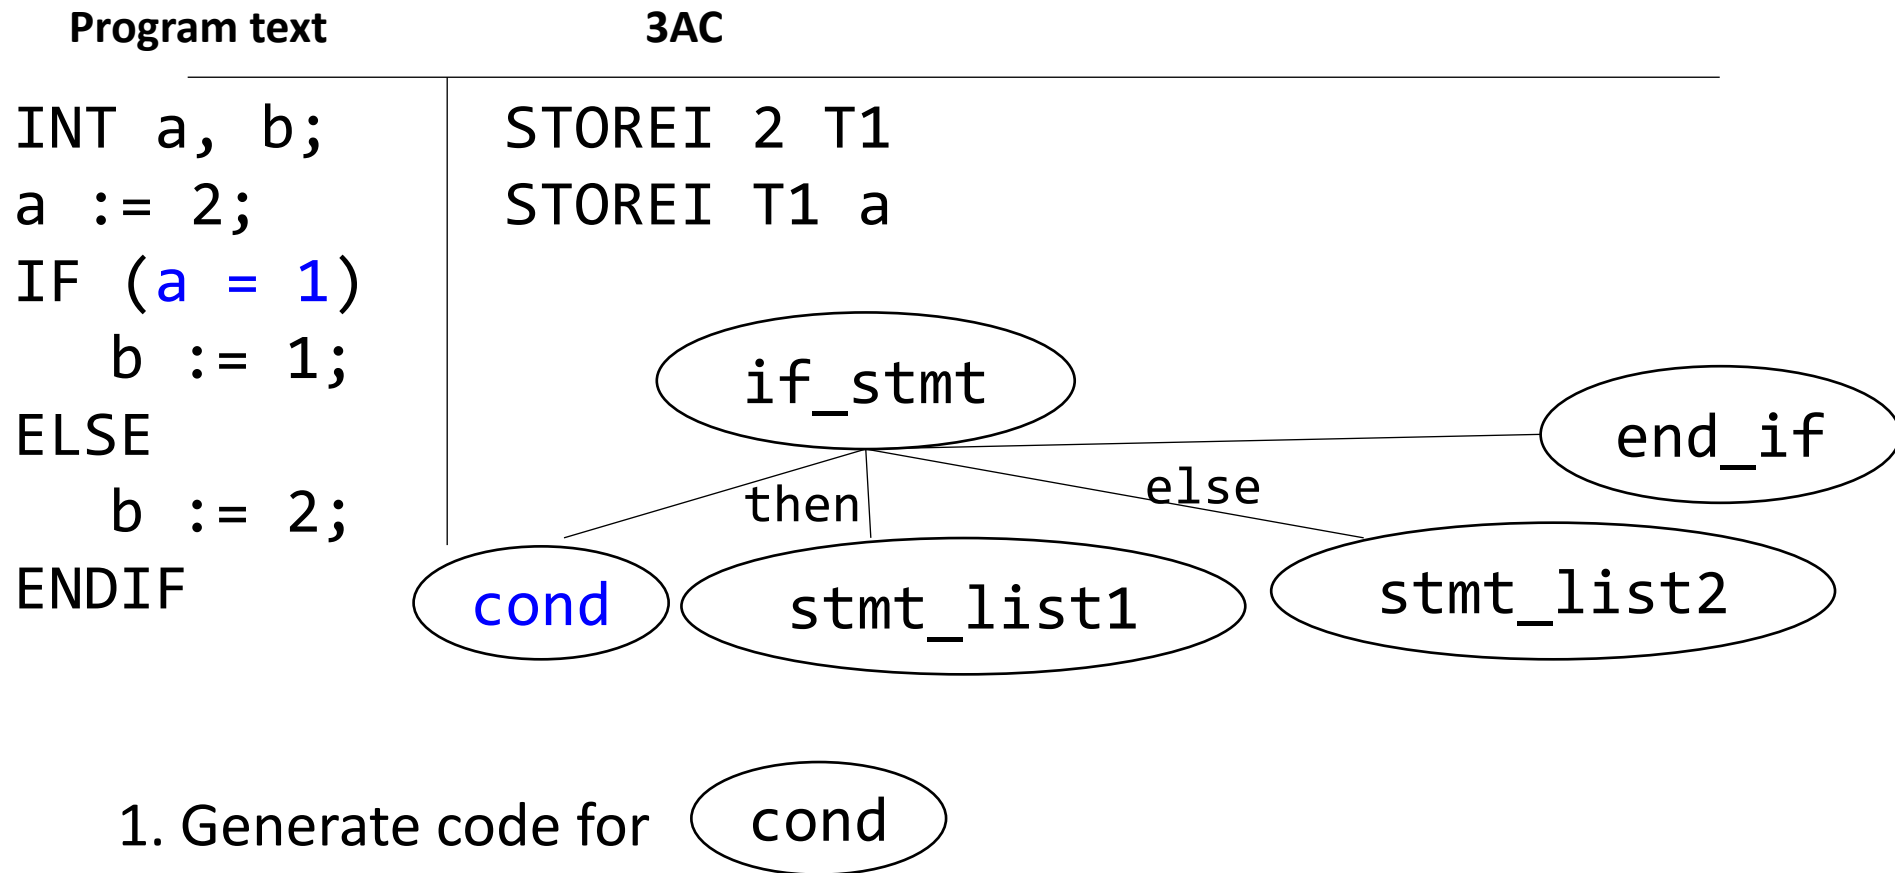 Program text 3AC
INT a, b; STOREI 2 T1
a := 2; STOREI T1 a
IF (a = 1)
b := 1;
if_stmt
ELSE
end_if
then
else
b := 2;
ENDIF
cond
stmt_list1
stmt_list2
1. Generate code for cond